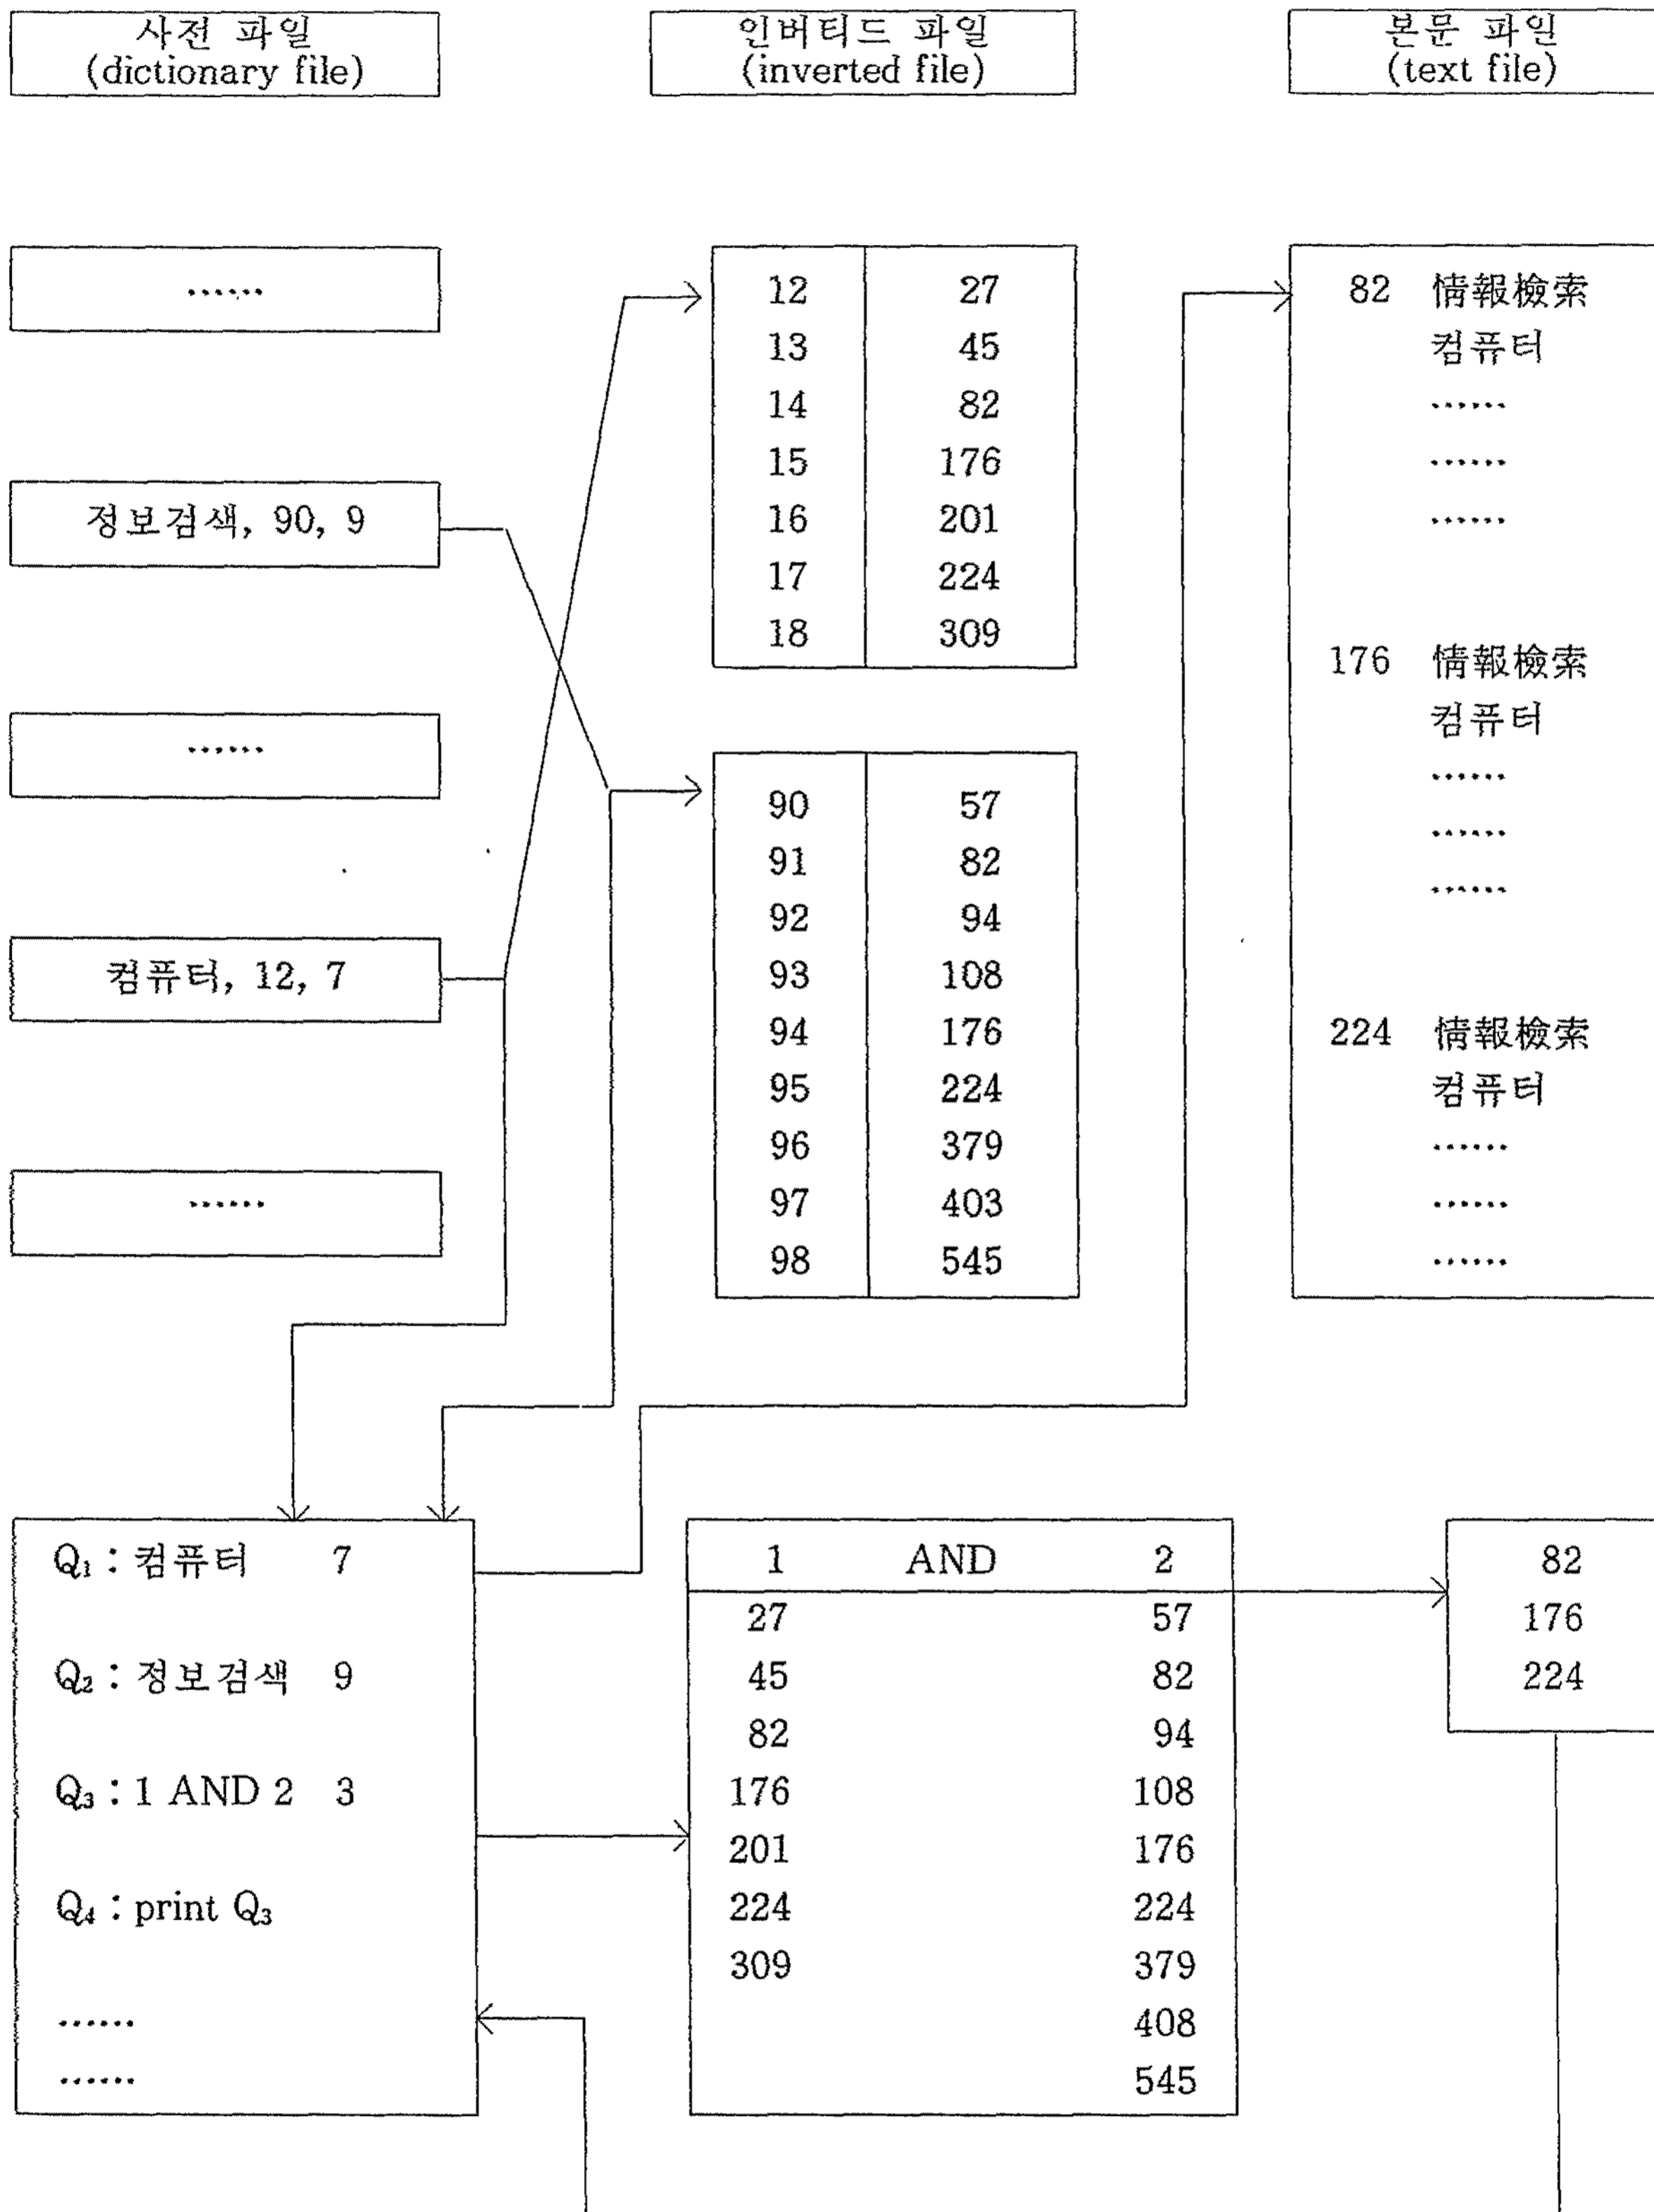 사전 파일
(dictionary file)
인버티드 파일
(inverted file)
본문 파일
(text file)
······
정보검색, 90, 9
······
컴퓨터, 12, 7
······
12 27
13 45
14 82
15 176
16 201
17 224
18 309
90 57
91 82
92 94
93 108
94 176
95 224
96 379
97 403
98 545
82 情報檢索
컴퓨터
······
······
······
176 情報檢索
컴퓨터
······
······
······
224 情報檢索
컴퓨터
······
······
······
Q₁ : 컴퓨터 7
Q₂ : 정보검색 9
Q₃ : 1 AND 2 3
Q₄ : print Q₃
······
······
1 AND 2
27 57
45 82
82 94
176 108
201 176
224 224
309 379
408
545
82
176
224